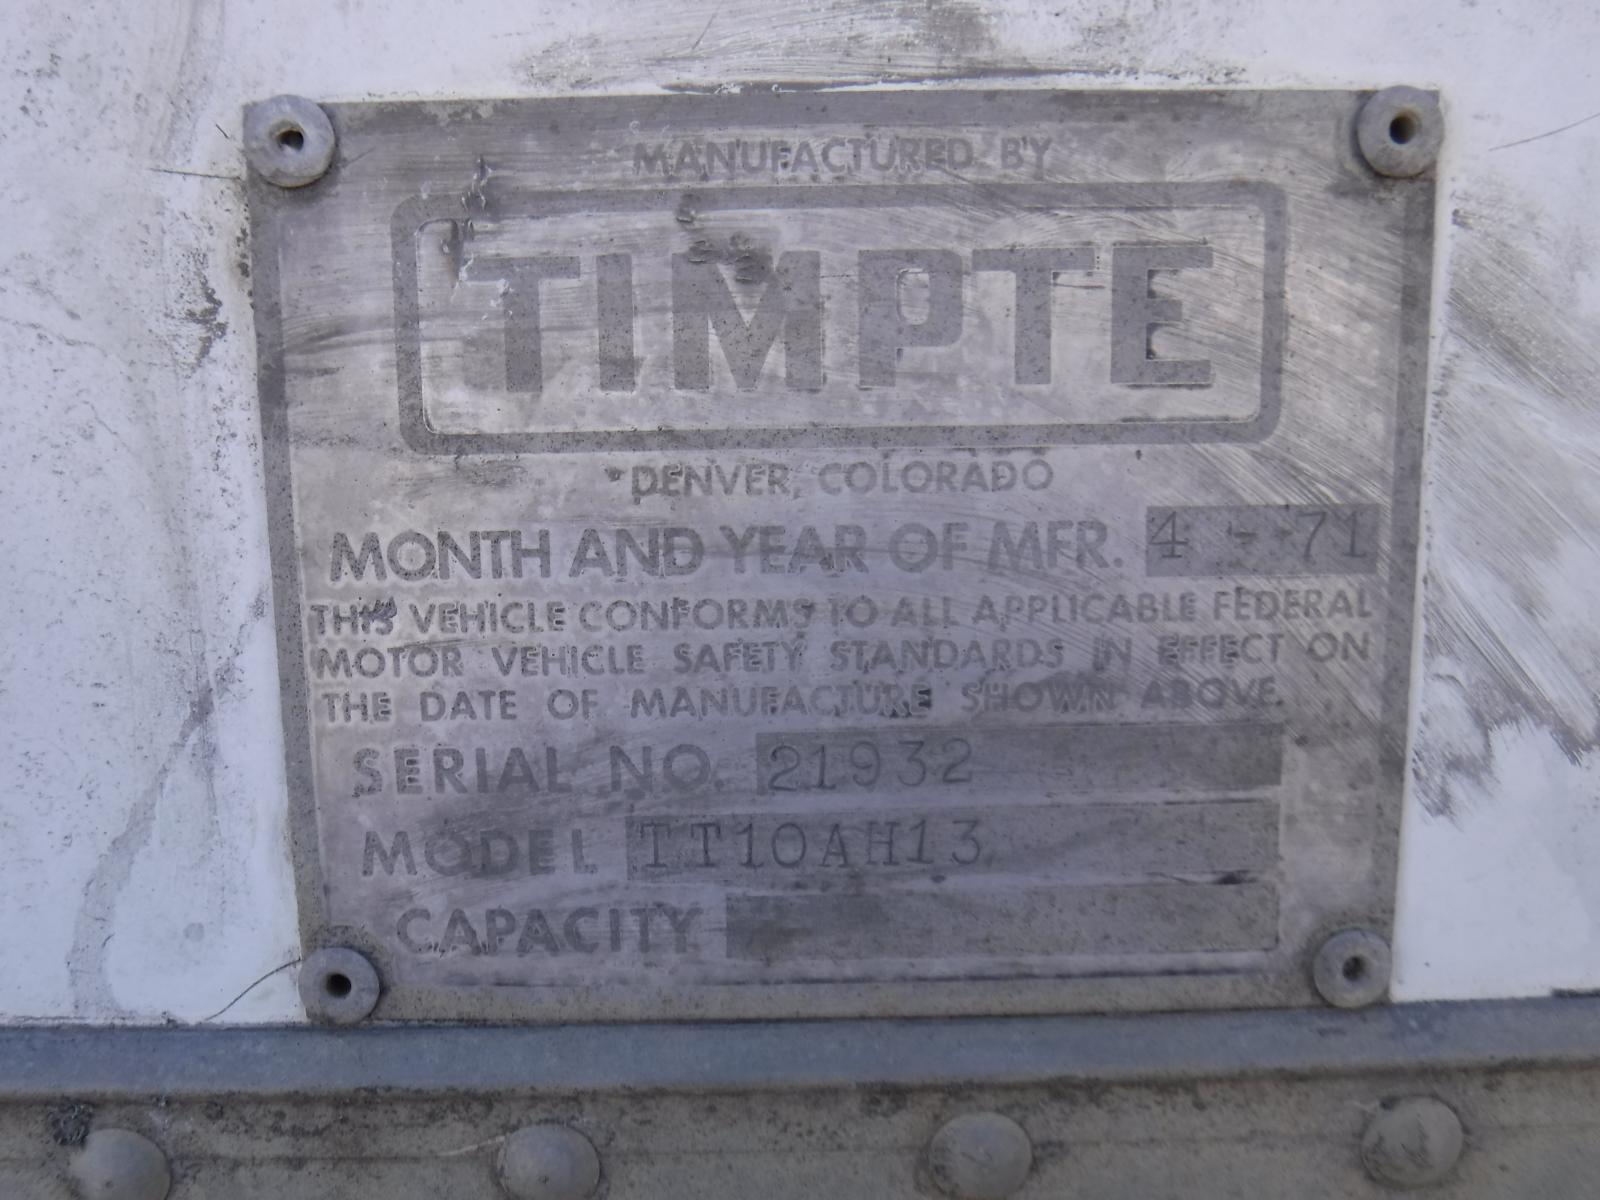 MANUFACTURED BY
TIMPTE
DENVER, COLORADO
MONTH AND YEAR OF MFR. 4 - 71
THIS VEHICLE CONFORMS TO ALL APPLICABLE FEDERAL
MOTOR VEHICLE SAFETY STANDARDS IN EFFECT ON
THE DATE OF MANUFACTURE SHOWN ABOVE.
SERIAL NO. 21932
MODEL TT10AH13
CAPACITY